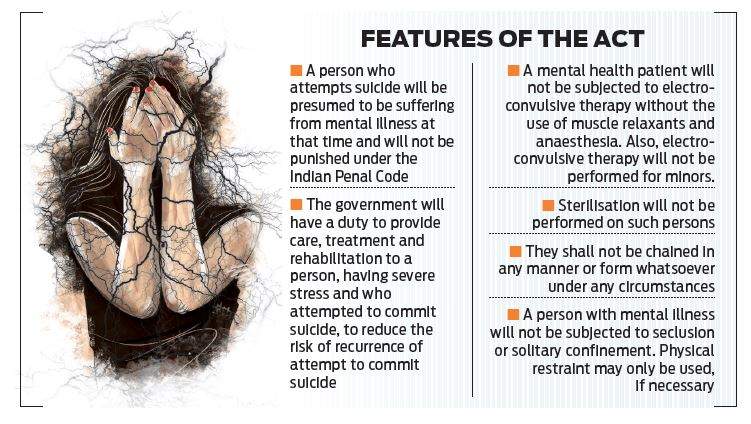 FEATURES OF THE ACT
A person who
attempts suicide will be
presumed to be suffering
from mental illness at
that time and will not be
punished under the
Indian Penal Code
The government will
have a duty to provide
care, treatment and
rehabilitation to a
person, having severe
stress and who
attempted to commit
suicide, to reduce the
risk of recurrence of
attempt to commit
suicide
A mental health patient will
not be subjected to electro-
convulsive therapy without the
use of muscle relaxants and
anaesthesia. Also, electro-
convulsive therapy will not be
performed for minors.
Sterilisation will not be
performed on such persons
They shall not be chained in
any manner or form whatsoever
under any circumstances
A person with mental illness
will not be subjected to seclusion
or solitary confinement. Physical
restraint may only be used,
if necessary